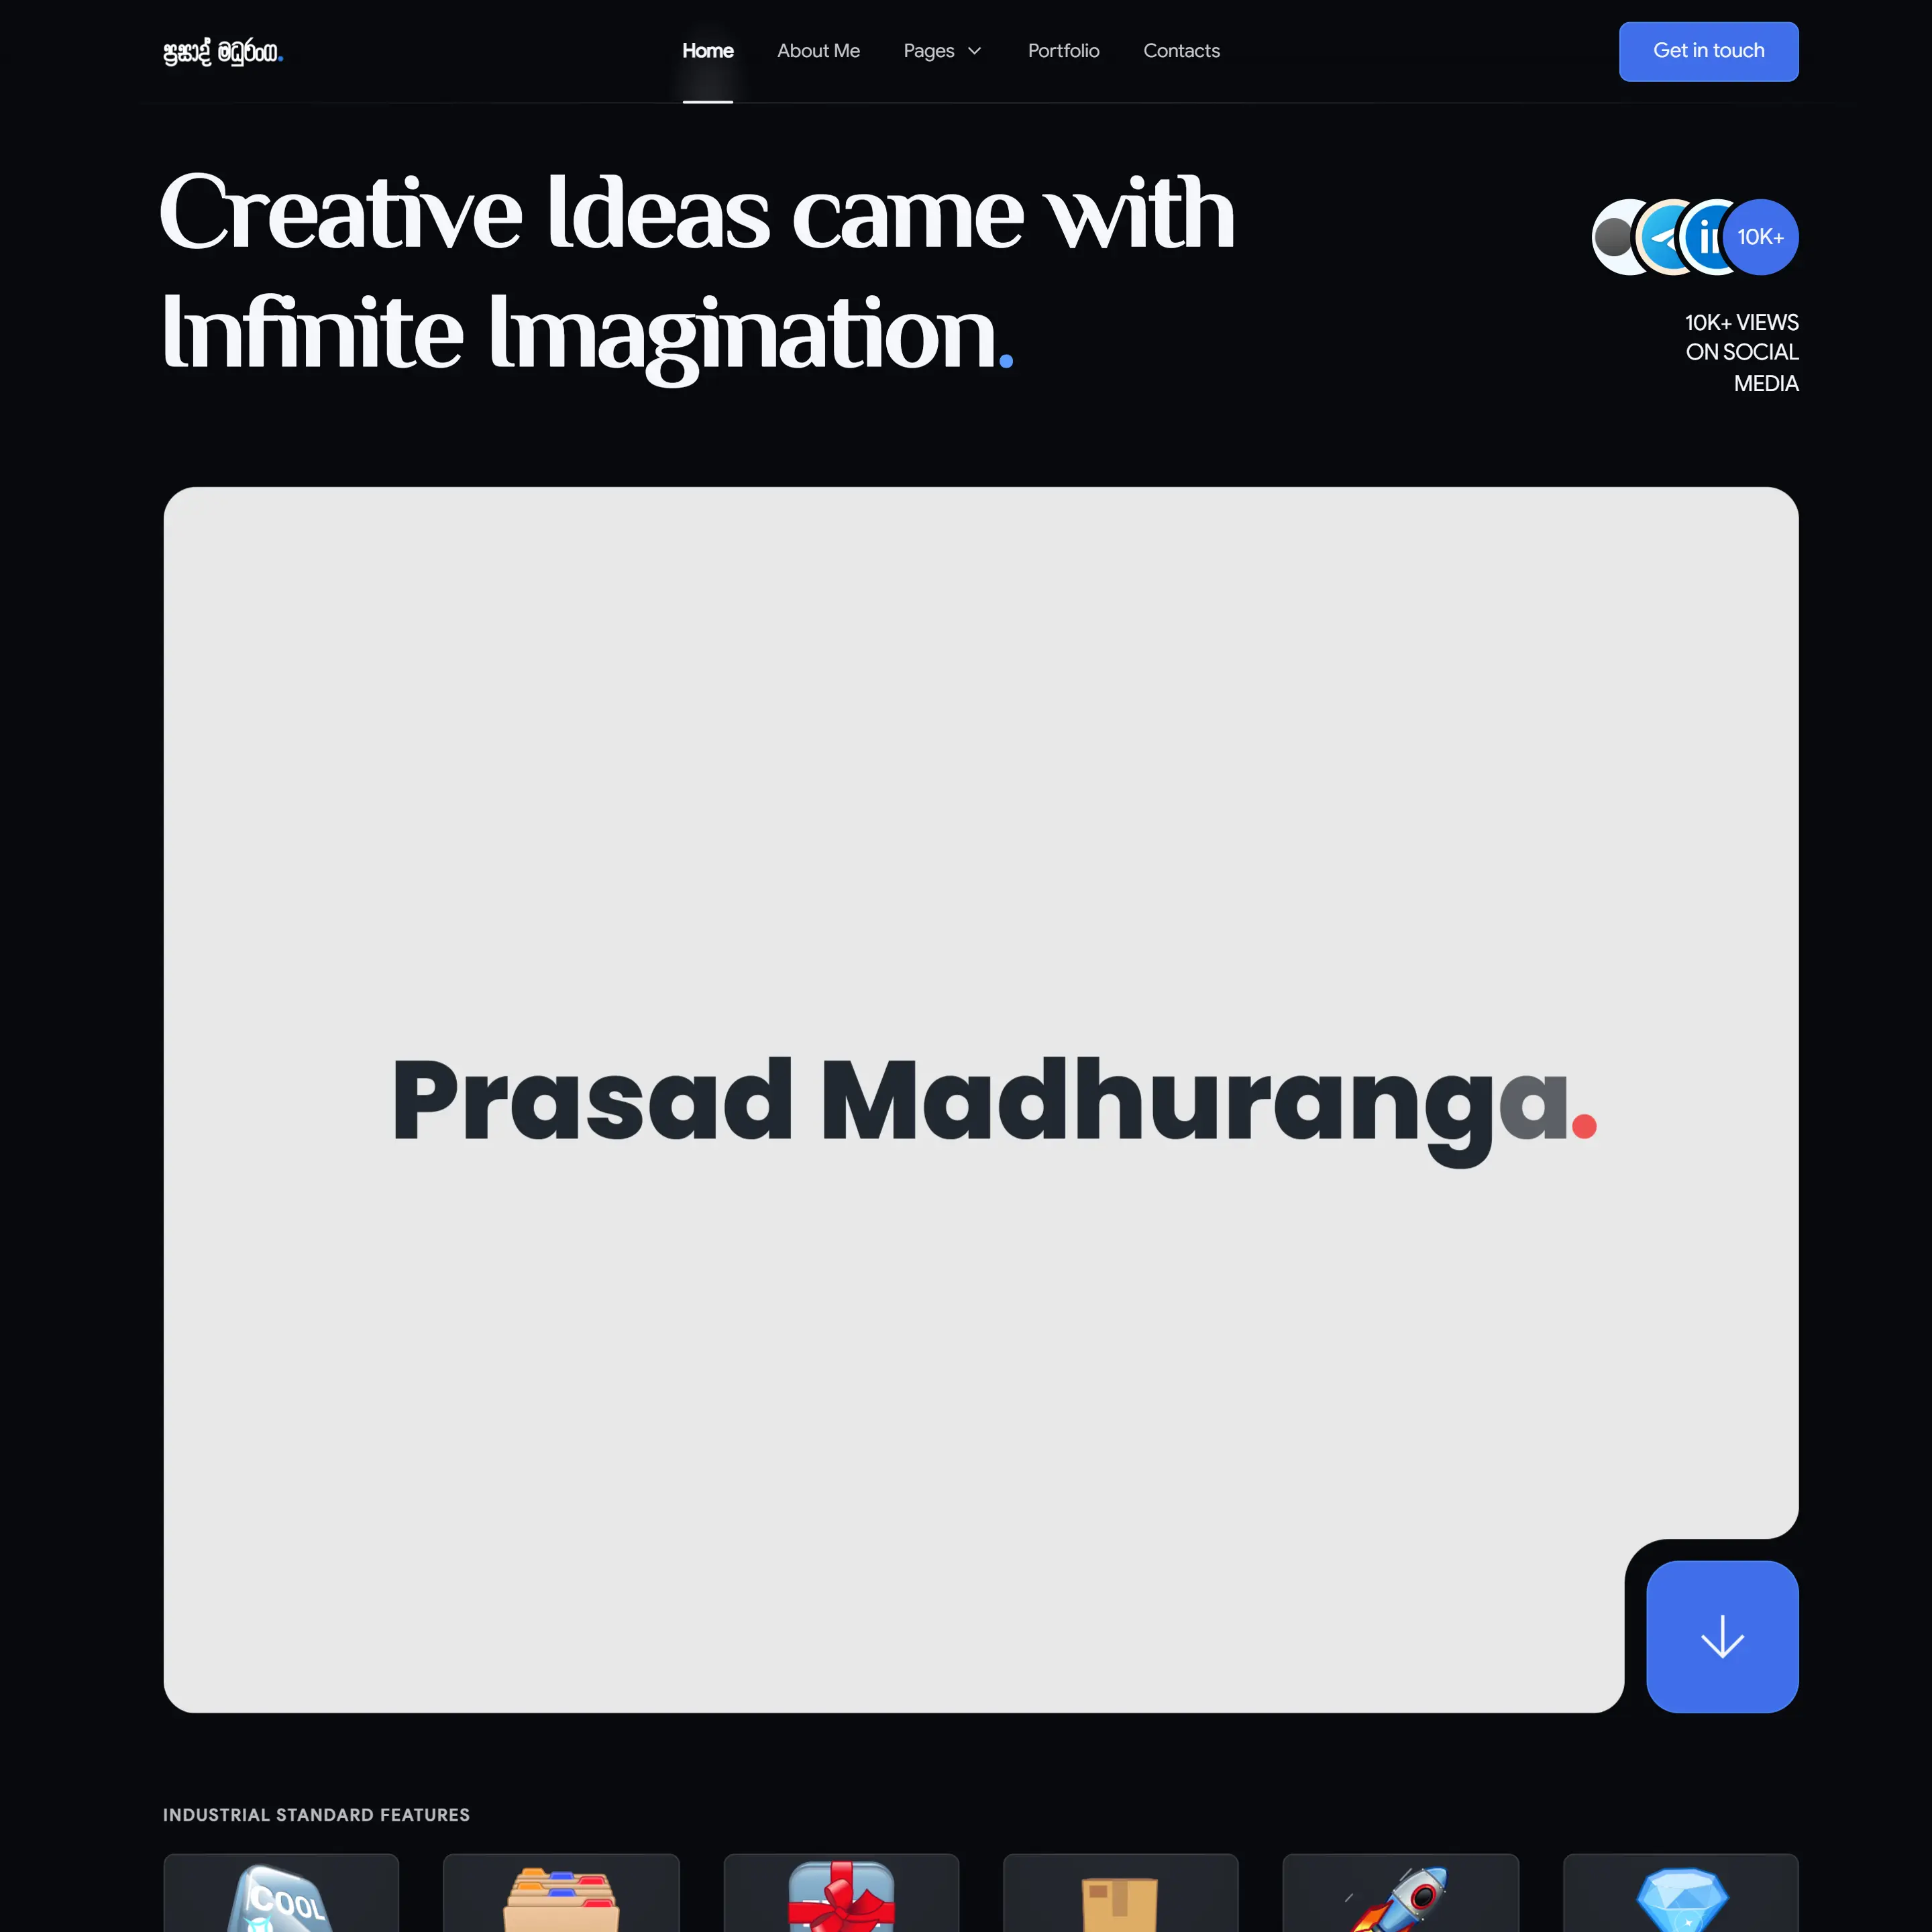 ප්‍රසාද් මධුරංග.
Home About Me Pages Portfolio Contacts
Get in touch
Creative Ideas came with
Infinite Imagination.
in 10K+
10K+ VIEWS
ON SOCIAL
MEDIA
Prasad Madhuranga.
INDUSTRIAL STANDARD FEATURES
COOL